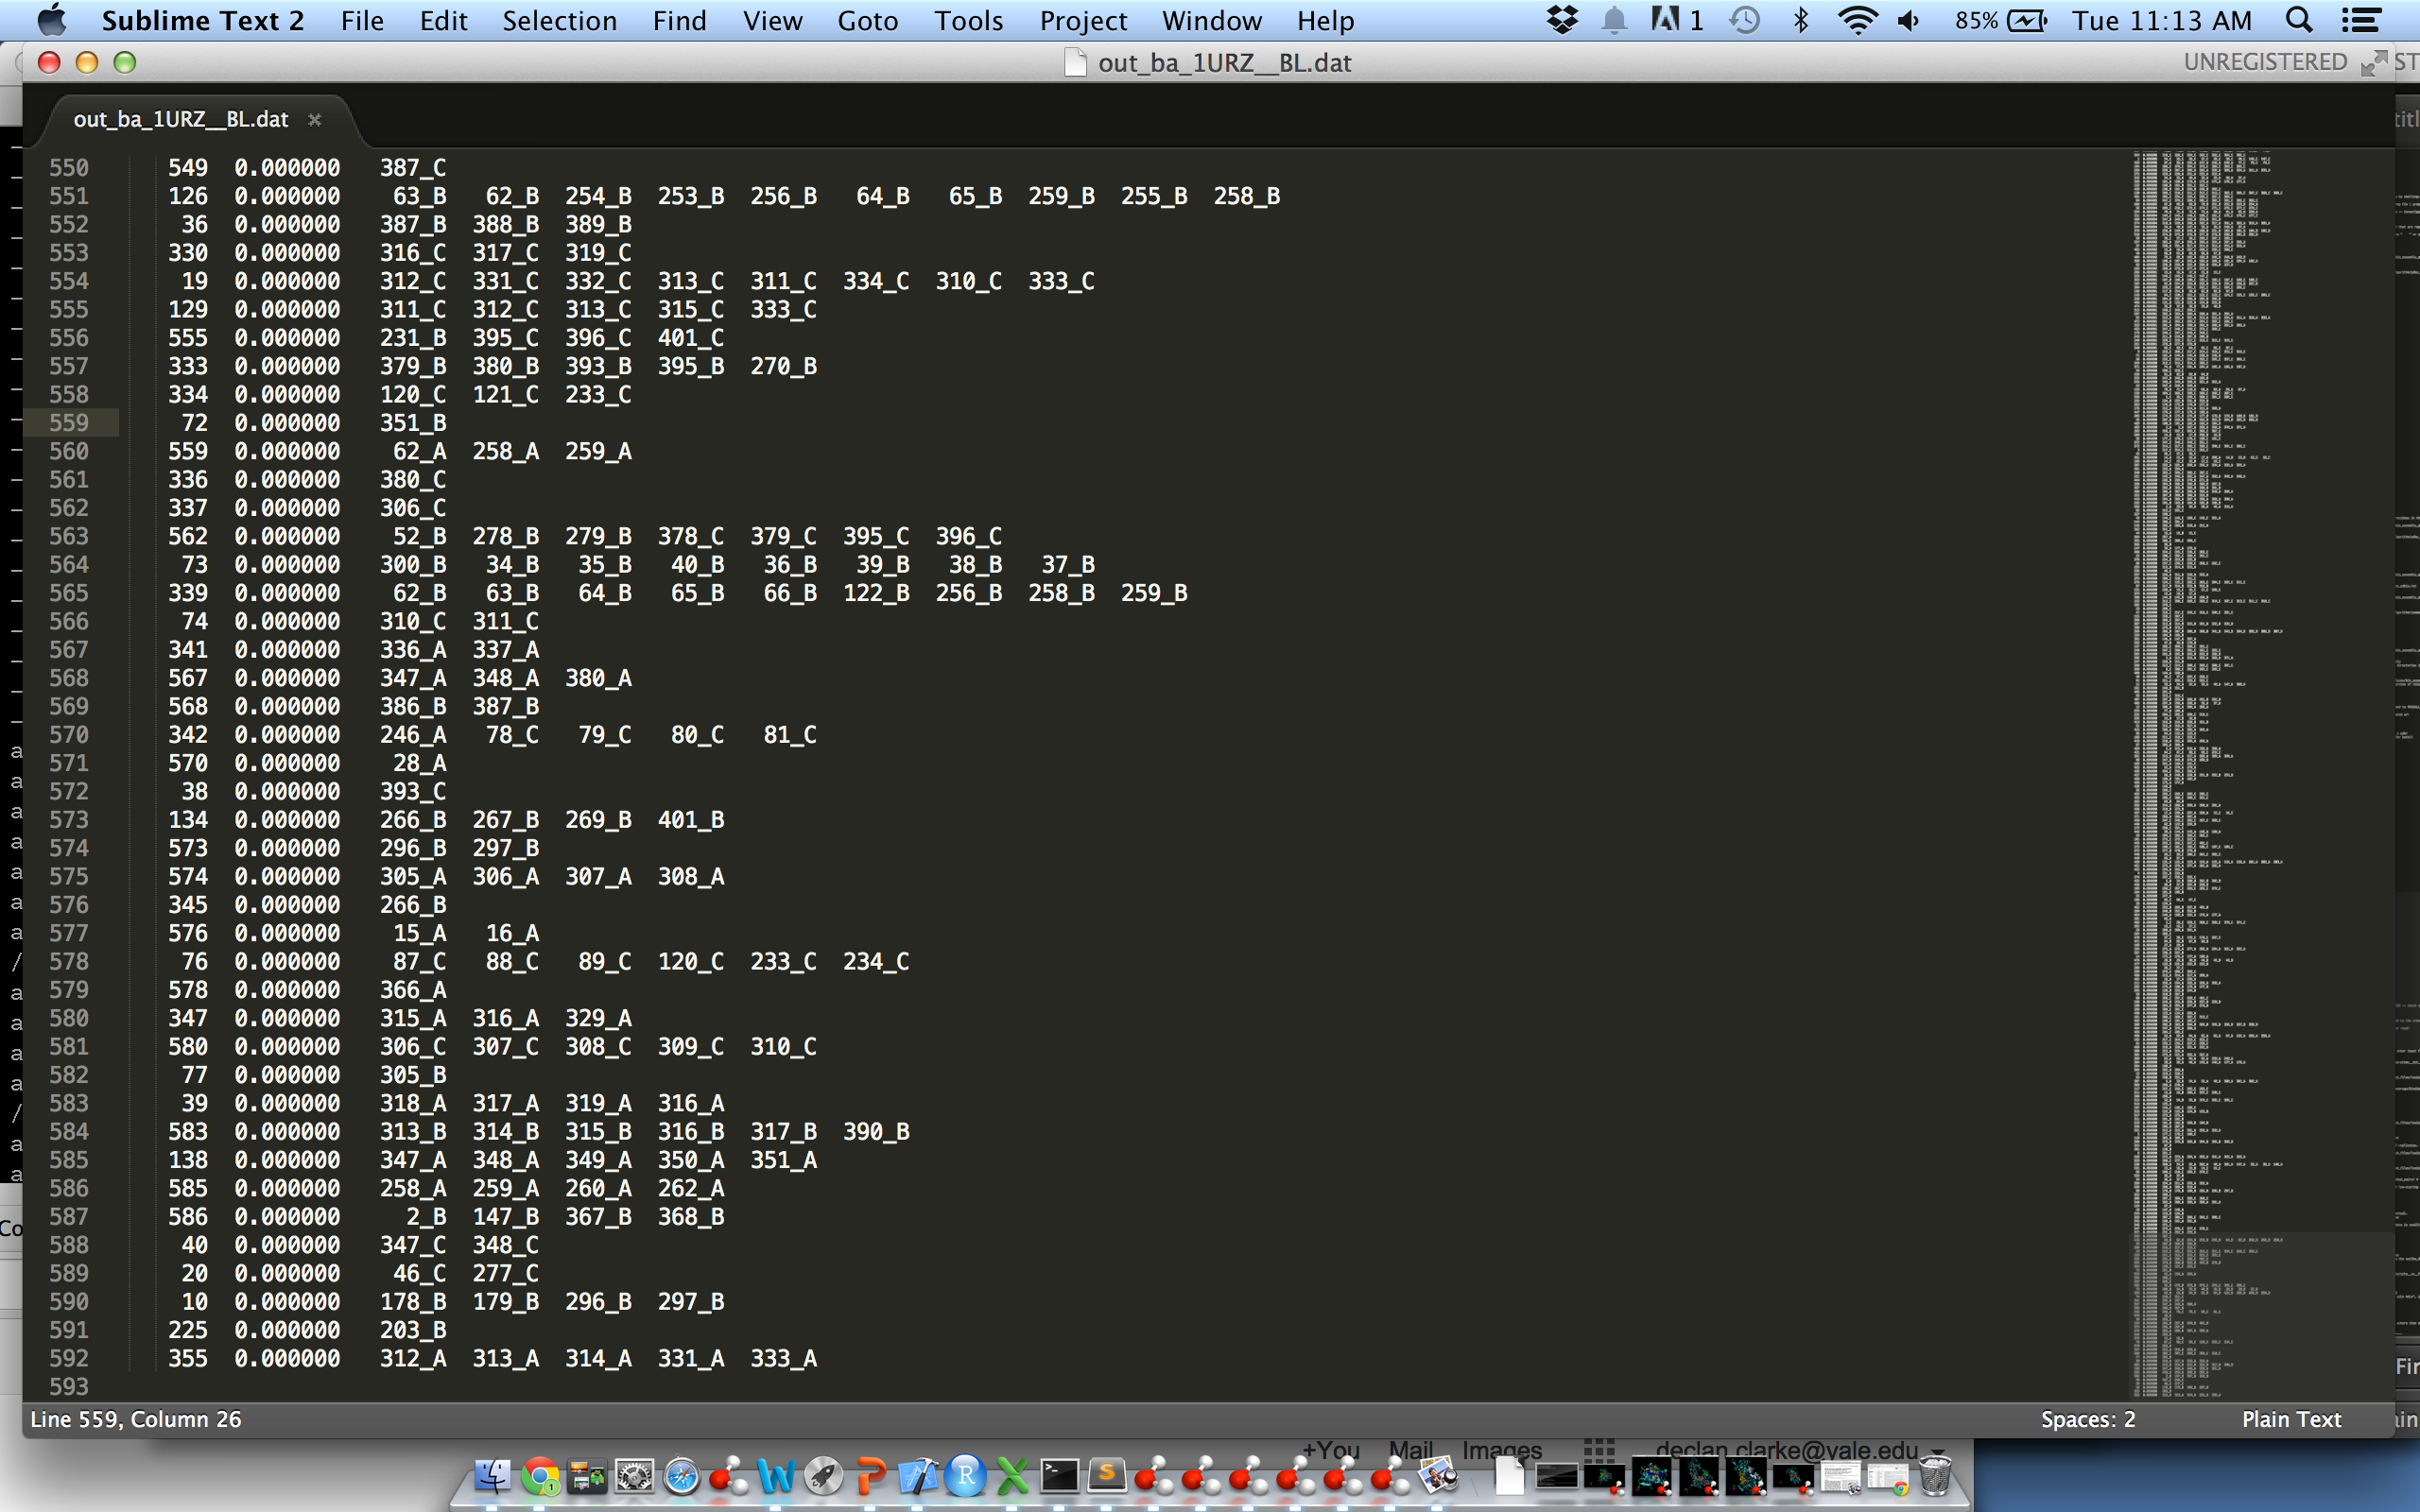 Sublime Text 2 File Edit Selection Find View Goto Tools Project Window Help 1 85% Tue 11:13 AM
out_ba_1URZ__BL.dat UNREGISTERED
out_ba_1URZ__BL.dat
550 549 0.000000 387_C
551 126 0.000000 63_B 62_B 254_B 253_B 256_B 64_B 65_B 259_B 255_B 258_B
552 36 0.000000 387_B 388_B 389_B
553 330 0.000000 316_C 317_C 319_C
554 19 0.000000 312_C 331_C 332_C 313_C 311_C 334_C 310_C 333_C
555 129 0.000000 311_C 312_C 313_C 315_C 333_C
556 555 0.000000 231_B 395_C 396_C 401_C
557 333 0.000000 379_B 380_B 393_B 395_B 270_B
558 334 0.000000 120_C 121_C 233_C
559 72 0.000000 351_B
560 559 0.000000 62_A 258_A 259_A
561 336 0.000000 380_C
562 337 0.000000 306_C
563 562 0.000000 52_B 278_B 279_B 378_C 379_C 395_C 396_C
564 73 0.000000 300_B 34_B 35_B 40_B 36_B 39_B 38_B 37_B
565 339 0.000000 62_B 63_B 64_B 65_B 66_B 122_B 256_B 258_B 259_B
566 74 0.000000 310_C 311_C
567 341 0.000000 336_A 337_A
568 567 0.000000 347_A 348_A 380_A
569 568 0.000000 386_B 387_B
570 342 0.000000 246_A 78_C 79_C 80_C 81_C
571 570 0.000000 28_A
572 38 0.000000 393_C
573 134 0.000000 266_B 267_B 269_B 401_B
574 573 0.000000 296_B 297_B
575 574 0.000000 305_A 306_A 307_A 308_A
576 345 0.000000 266_B
577 576 0.000000 15_A 16_A
578 76 0.000000 87_C 88_C 89_C 120_C 233_C 234_C
579 578 0.000000 366_A
580 347 0.000000 315_A 316_A 329_A
581 580 0.000000 306_C 307_C 308_C 309_C 310_C
582 77 0.000000 305_B
583 39 0.000000 318_A 317_A 319_A 316_A
584 583 0.000000 313_B 314_B 315_B 316_B 317_B 390_B
585 138 0.000000 347_A 348_A 349_A 350_A 351_A
586 585 0.000000 258_A 259_A 260_A 262_A
587 586 0.000000 2_B 147_B 367_B 368_B
588 40 0.000000 347_C 348_C
589 20 0.000000 46_C 277_C
590 10 0.000000 178_B 179_B 296_B 297_B
591 225 0.000000 203_B
592 355 0.000000 312_A 313_A 314_A 331_A 333_A
593
Line 559, Column 26 Spaces: 2 Plain Text
+You Mail Images declan.clarke@yale.edu